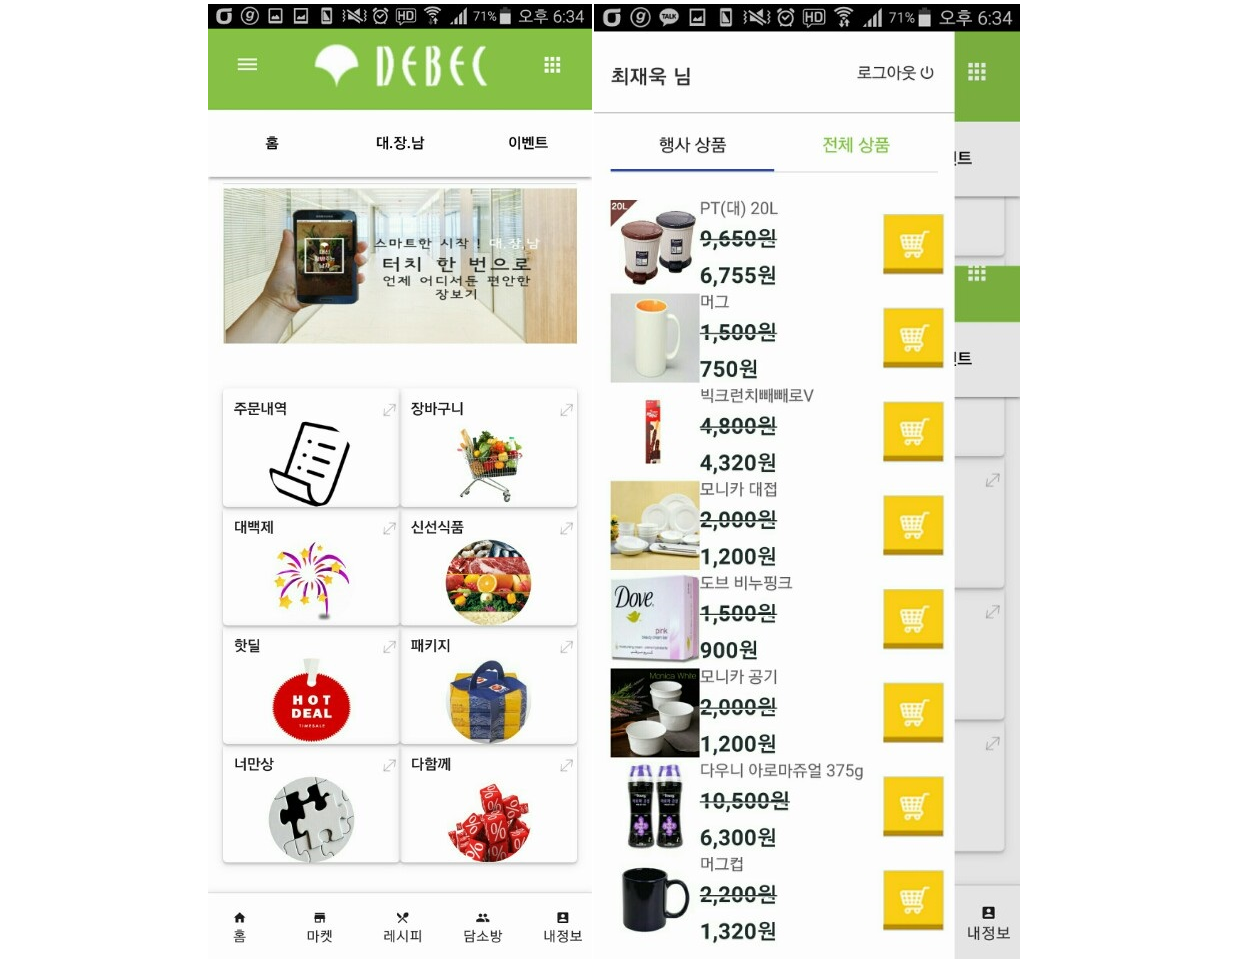 71% 오후 6:34
DEBEC
홈 대.장.남 이벤트
스마트한 시작 ! 대.장.남
터치 한 번으로
언제 어디서든 편안한
장보기
주문내역 장바구니
대백제 신선식품
핫딜 패키지
HOT
DEAL
TIMESALE
너만상 다함께
홈 마켓 레시피 담소방 내정보
TALK HD 71% 오후 6:34
최재욱 님 로그아웃
행사 상품 전체 상품
20L
PT(대) 20L
9,650원
6,755원
머그
1,500원
750원
빅크런치빼빼로V
4,800원
4,320원
모니카 대접
2,000원
1,200원
도브 비누핑크
Dove
pink
1,500원
900원
모니카 공기
Monica White
2,000원
1,200원
다우니 아로마쥬얼 375g
10,500원
6,300원
머그컵
2,200원
1,320원
내정보